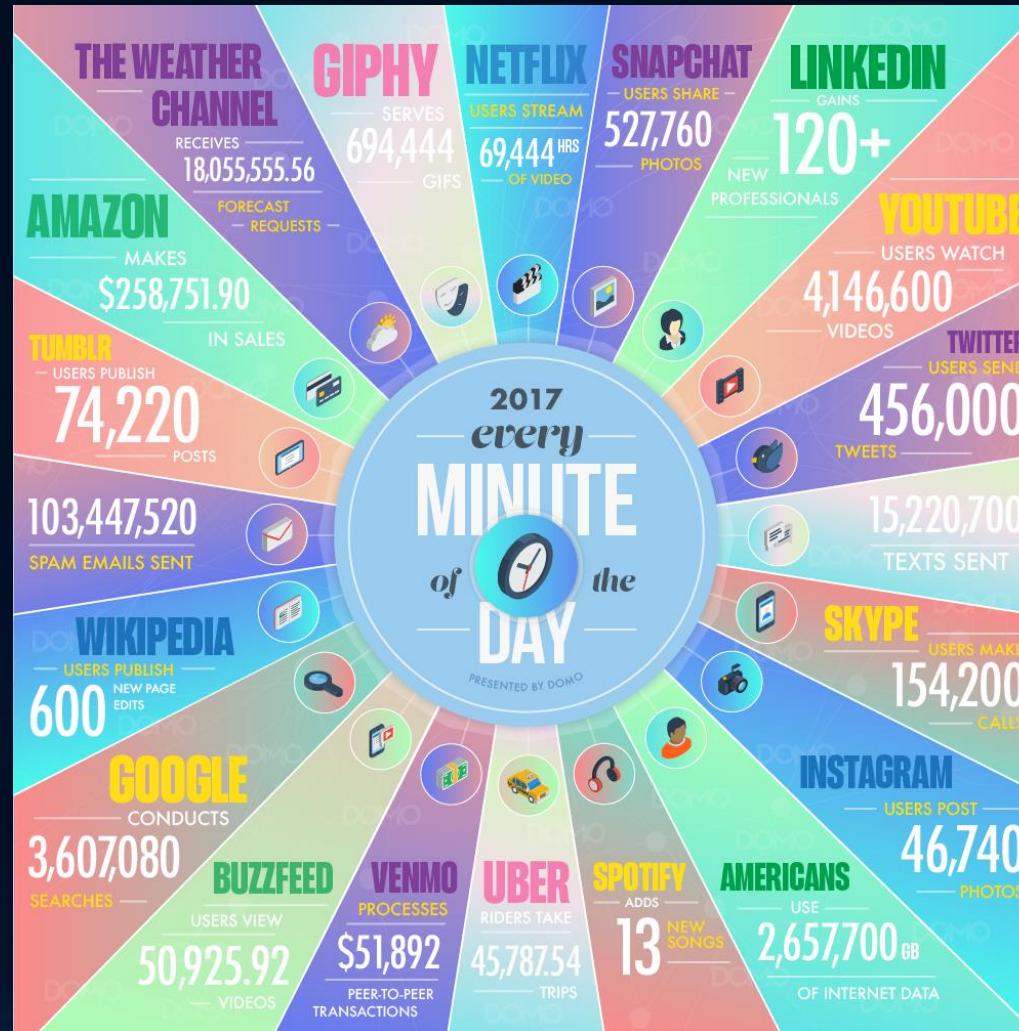 2017
every
MINUTE
of the
DAY
PRESENTED BY DOMO
THE WEATHER
CHANNEL
RECEIVES
18,055,555.56
FORECAST
REQUESTS
GIPHY
SERVES
694,444
GIFS
NETFLIX
USERS STREAM
69,444 HRS
OF VIDEO
SNAPCHAT
USERS SHARE
527,760
PHOTOS
LINKEDIN
GAINS
120+
NEW
PROFESSIONALS
YOUTUBE
USERS WATCH
4,146,600
VIDEOS
TWITTER
USERS SEND
456,000
TWEETS
15,220,700
TEXTS SENT
SKYPE
USERS MAKE
154,200
CALLS
INSTAGRAM
USERS POST
46,740
PHOTOS
AMERICANS
USE
2,657,700 GB
OF INTERNET DATA
SPOTIFY
ADDS
13 NEW
SONGS
UBER
RIDERS TAKE
45,787.54
TRIPS
VENMO
PROCESSES
$51,892
PEER-TO-PEER
TRANSACTIONS
BUZZFEED
USERS VIEW
50,925.92
VIDEOS
GOOGLE
CONDUCTS
3,607,080
SEARCHES
WIKIPEDIA
USERS PUBLISH
600 NEW PAGE
EDITS
103,447,520
SPAM EMAILS SENT
TUMBLR
USERS PUBLISH
74,220
POSTS
AMAZON
MAKES
$258,751.90
IN SALES